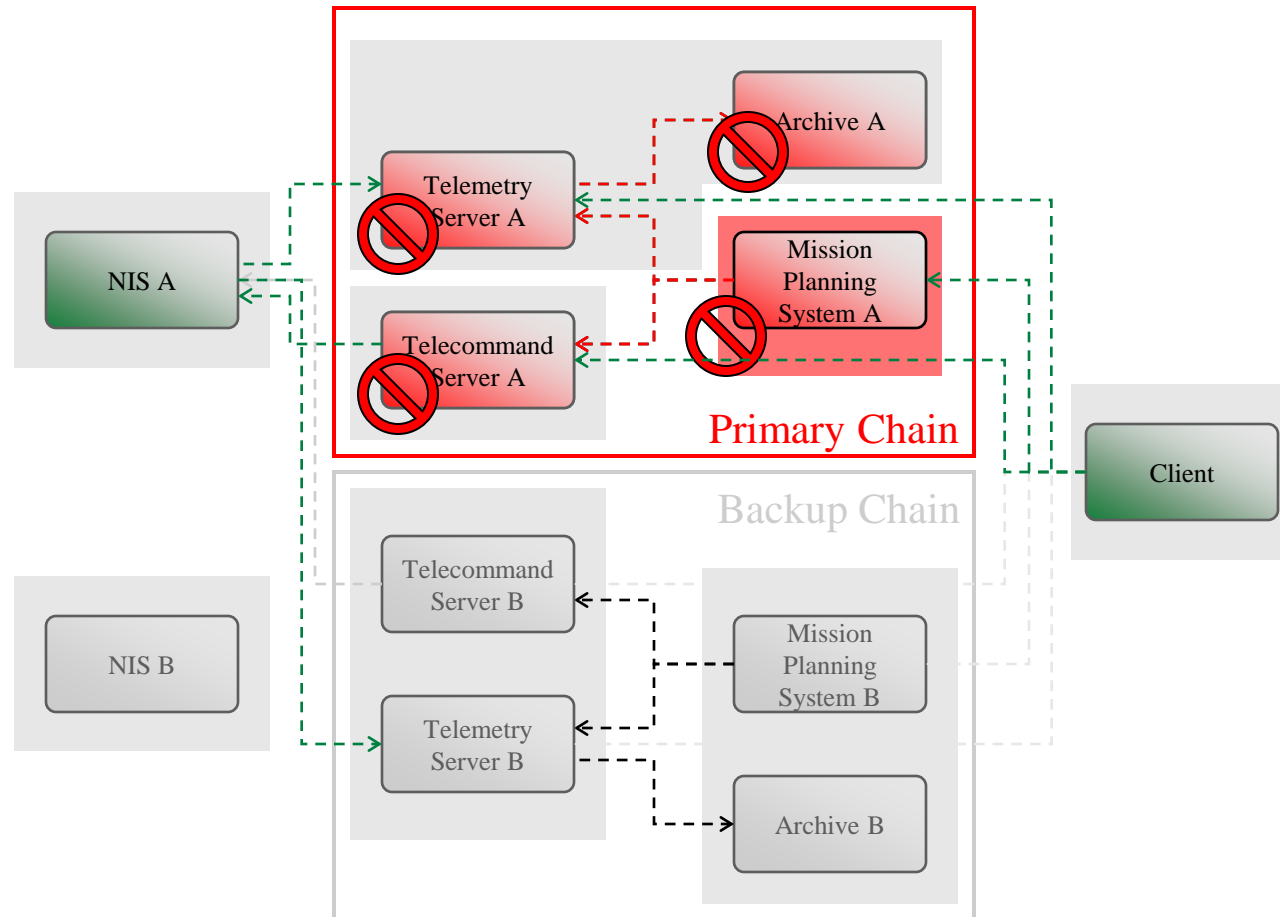 Archive A
Telemetry
Server A
NIS A
Mission
Planning
System A
Telecommand
Server A
Primary Chain
Client
Backup Chain
Telecommand
Server B
NIS B
Mission
Planning
System B
Telemetry
Server B
Archive B